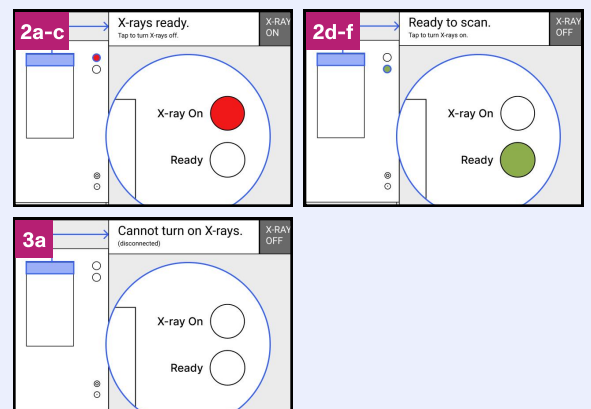 2a-c
X-rays ready.
Tap to turn X-rays off.
X-RAY
ON
X-ray On
Ready
2d-f
Ready to scan.
Tap to turn X-rays on.
X-RAY
OFF
X-ray On
Ready
3a
Cannot turn on X-rays.
(disconnected)
X-RAY
OFF
X-ray On
Ready